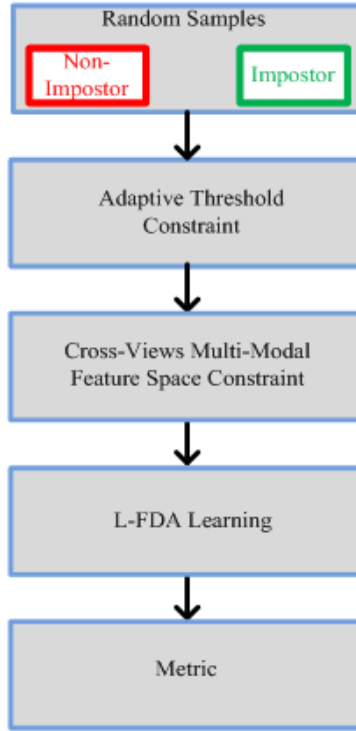 Random Samples
Non-
Impostor
Impostor
Adaptive Threshold
Constraint
Cross-Views Multi-Modal
Feature Space Constraint
L-FDA Learning
Metric